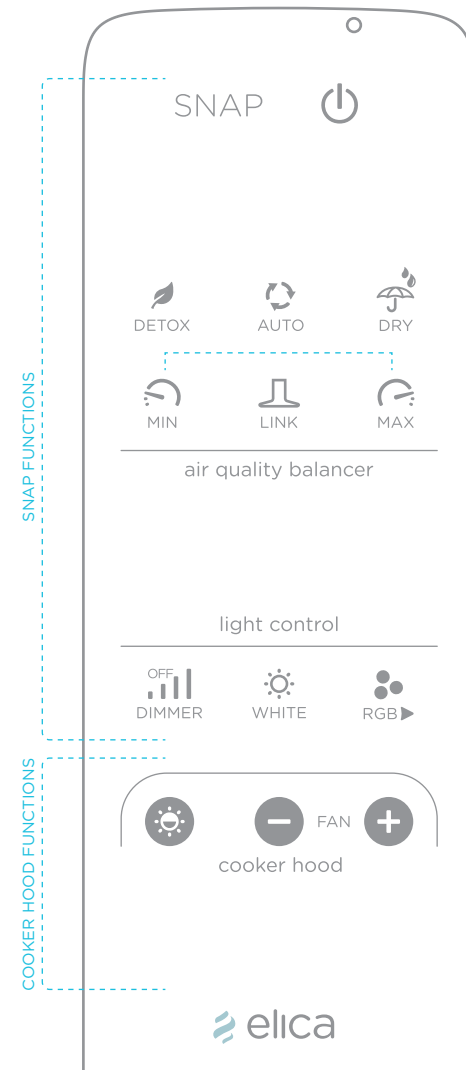 SNAP
DETOX AUTO DRY
MIN LINK MAX
air quality balancer
SNAP FUNCTIONS
light control
OFF
DIMMER WHITE RGB
FAN
cooker hood
COOKER HOOD FUNCTIONS
elica